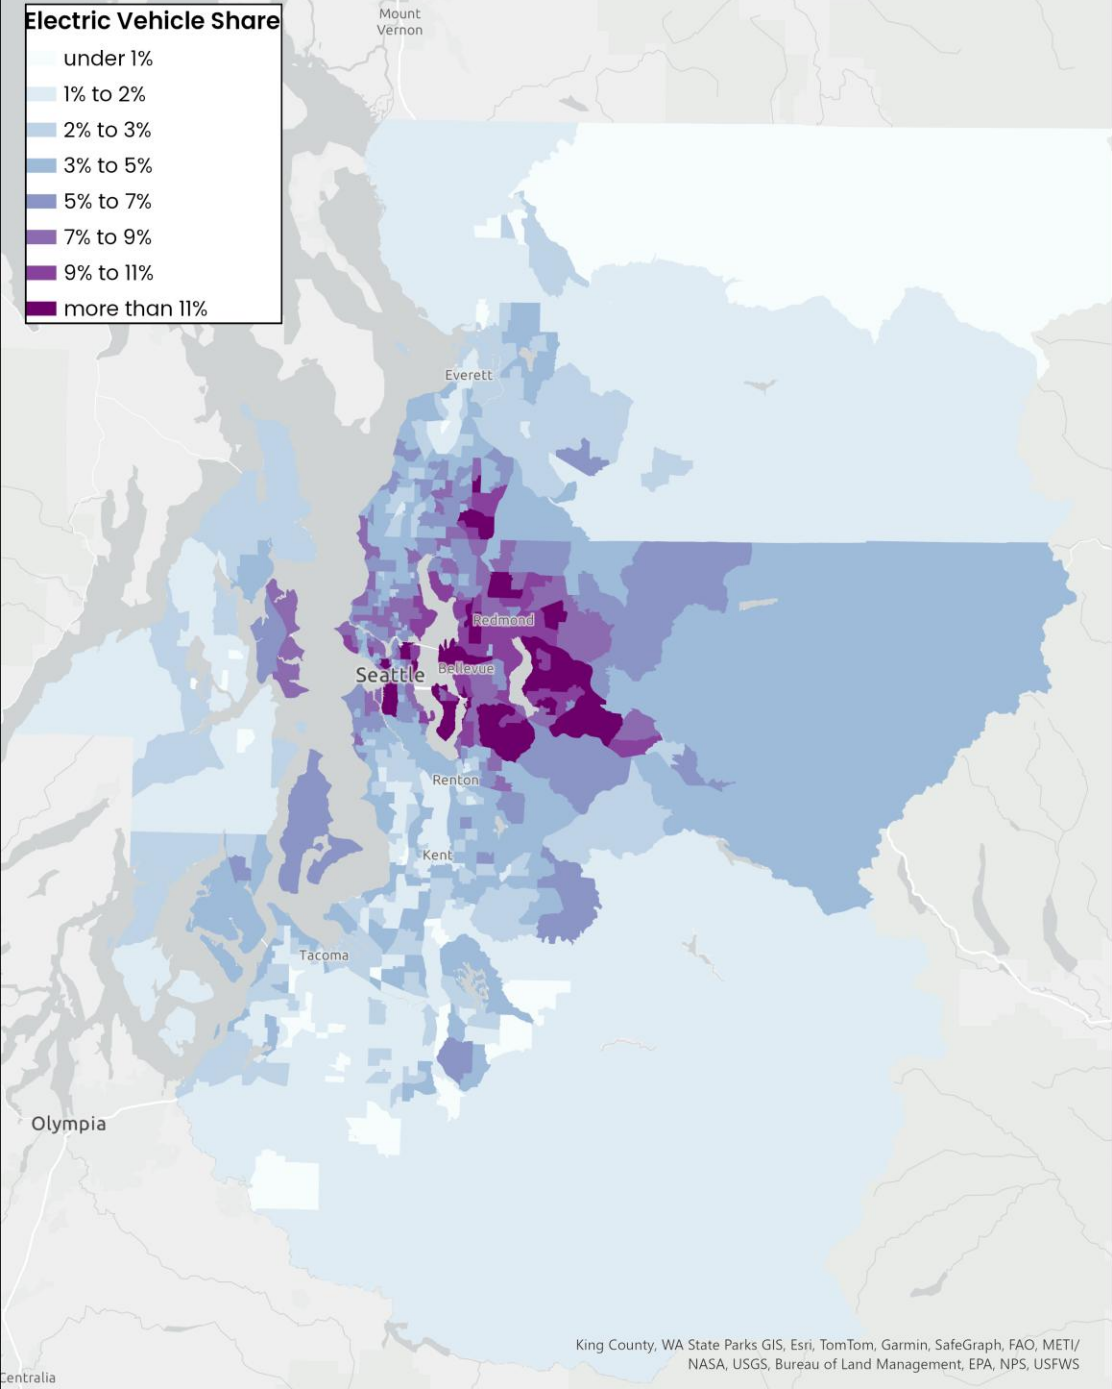 Electric Vehicle Share
under 1%
1% to 2%
2% to 3%
3% to 5%
5% to 7%
7% to 9%
9% to 11%
more than 11%
Mount
Vernon
Everett
Redmond
Seattle
Bellevue
Renton
Kent
Tacoma
Olympia
Centralia
King County, WA State Parks GIS, Esri, TomTom, Garmin, SafeGraph, FAO, METI/
NASA, USGS, Bureau of Land Management, EPA, NPS, USFWS